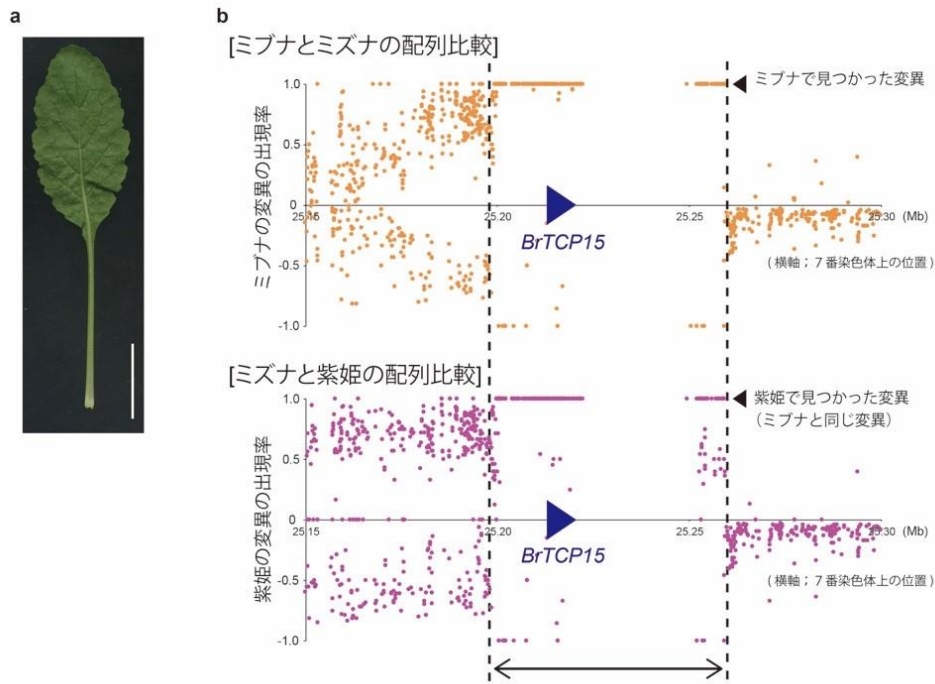 a
b
[ミブナとミズナの配列比較]
ミブナの変異の出現率
1.0
0.5
0
-0.5
-1.0
25.15
25.20
25.26
25.30
(Mb)
BrTCP15
ミブナで見つかった変異
(横軸；７番染色体上の位置)
[ミズナと紫姫の配列比較]
紫姫の変異の出現率
1.0
0.5
0
-0.5
-1.0
25.15
25.20
25.26
25.30
(Mb)
BrTCP15
紫姫で見つかった変異
（ミブナと同じ変異）
(横軸；７番染色体上の位置)